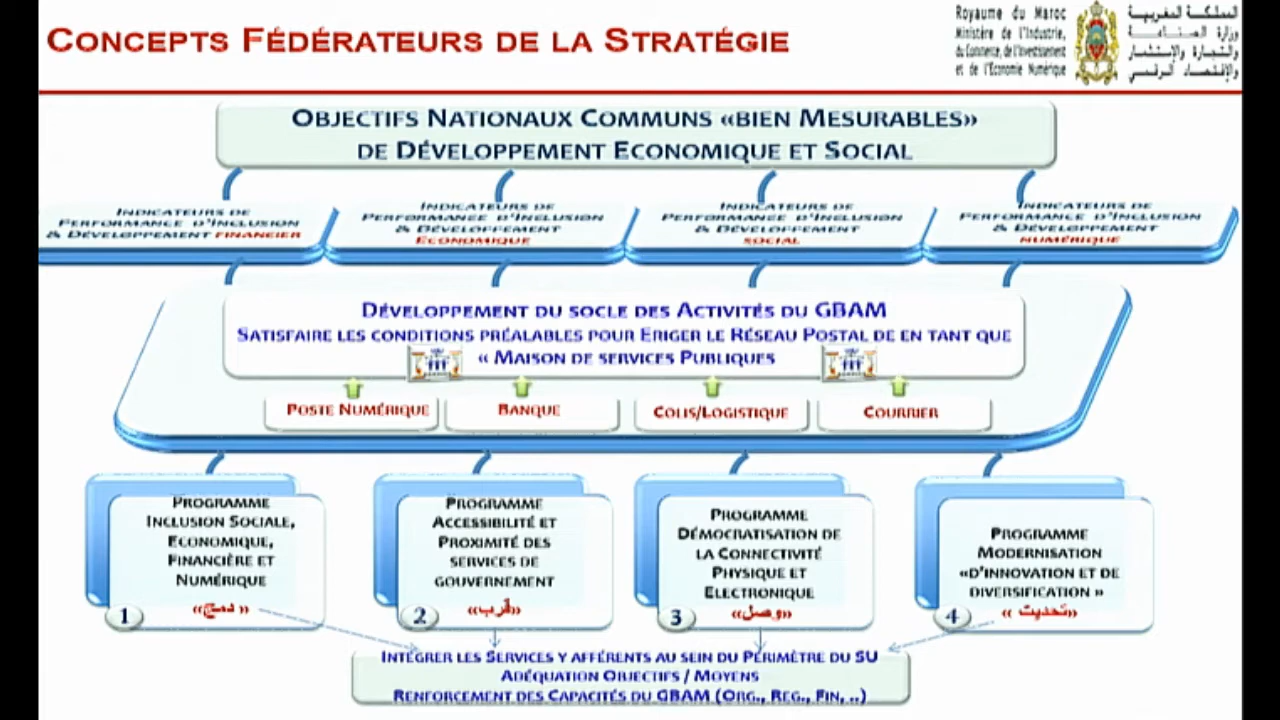 CONCEPTS FÉDÉRATEURS DE LA STRATÉGIE
Royaume du Maroc
Ministère de l'Industrie,
du Commerce, de l'Investissement
et de l'Économie Numérique
المملكة المغربية
وزارة الصناعة
والتجارة والإستثمار
والإقتصاد الرقمي
OBJECTIFS NATIONAUX COMMUNS «BIEN MESURABLES»
DE DÉVELOPPEMENT ECONOMIQUE ET SOCIAL
INDICATEURS DE
PERFORMANCE D'INCLUSION
& DÉVELOPPEMENT FINANCIER
INDICATEURS DE
PERFORMANCE D'INCLUSION
& DÉVELOPPEMENT
ECONOMIQUE
INDICATEURS DE
PERFORMANCE D'INCLUSION
& DÉVELOPPEMENT
SOCIAL
INDICATEURS DE
PERFORMANCE D'INCLUSION
& DÉVELOPPEMENT
NUMÉRIQUE
DÉVELOPPEMENT DU SOCLE DES ACTIVITÉS DU GBAM
SATISFAIRE LES CONDITIONS PRÉALABLES POUR ERIGER LE RÉSEAU POSTAL DE EN TANT QUE
« MAISON DE SERVICES PUBLIQUES
POSTE NUMÉRIQUE
BANQUE
COLIS/LOGISTIQUE
COURRIER
PROGRAMME
INCLUSION SOCIALE,
ECONOMIQUE,
FINANCIÈRE ET
NUMÉRIQUE
«دمج »
1
PROGRAMME
ACCESSIBILITÉ ET
PROXIMITÉ DES
SERVICES DE
GOUVERNEMENT
«قرب»
2
PROGRAMME
DÉMOCRATISATION DE
LA CONNECTIVITÉ
PHYSIQUE ET
ELECTRONIQUE
«وصل»
3
PROGRAMME
MODERNISATION
«D'INNOVATION ET DE
DIVERSIFICATION »
«تحديث »
4
INTÉGRER LES SERVICES Y AFFÉRENTS AU SEIN DU PERIMÈTRE DU SU
ADÉQUATION OBJECTIFS / MOYENS
RENFORCEMENT DES CAPACITÉS DU GBAM (ORG., REG., FIN, ..)